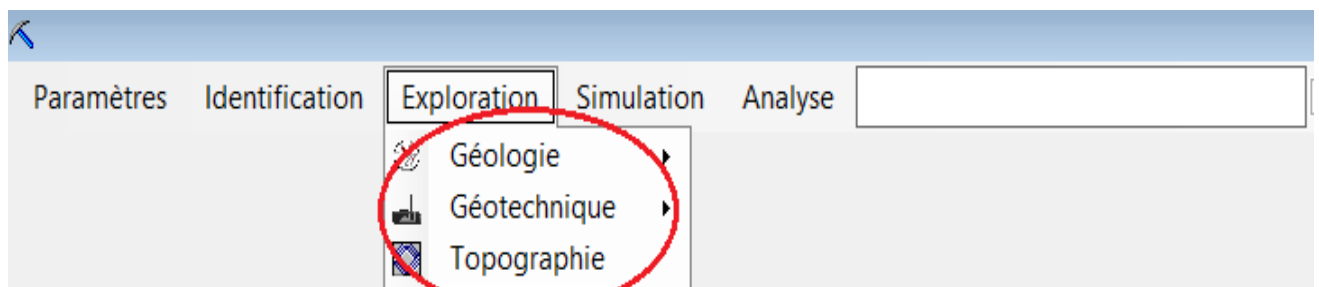 Paramètres Identification Exploration Simulation Analyse
Géologie
Géotechnique
Topographie